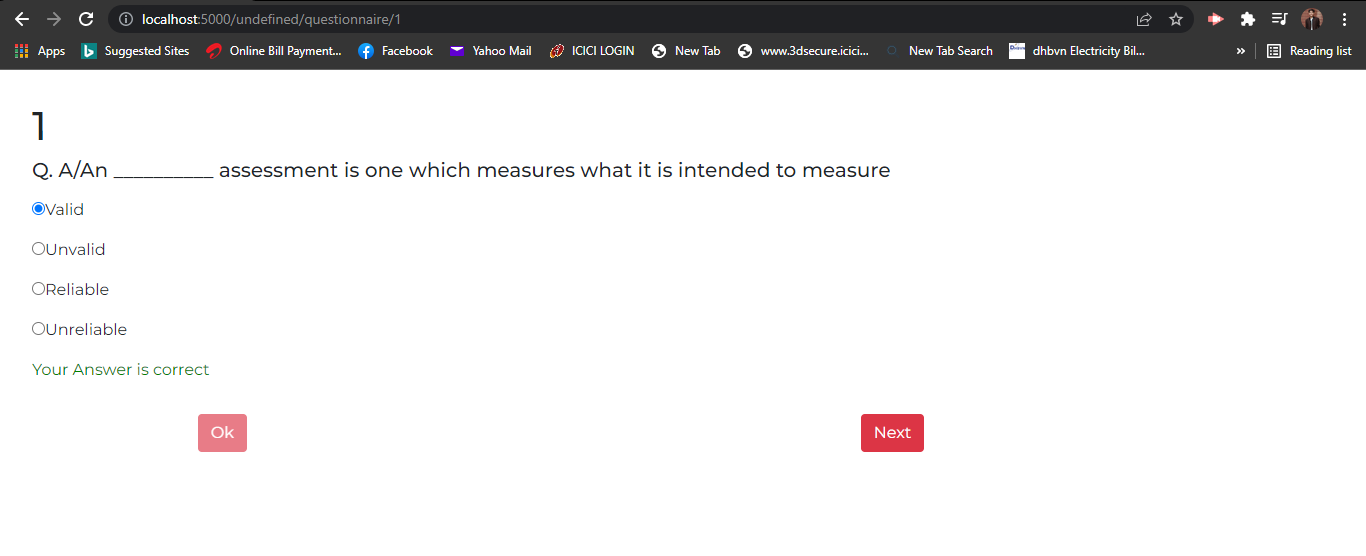 localhost:5000/undefined/questionnaire/1
Apps Suggested Sites Online Bill Payment... Facebook Yahoo Mail ICICI LOGIN New Tab www.3dsecure.icici... New Tab Search dhbvn Electricity Bil... » Reading list
1
Q. A/An __________ assessment is one which measures what it is intended to measure
Valid
Unvalid
Reliable
Unreliable
Your Answer is correct
Ok Next